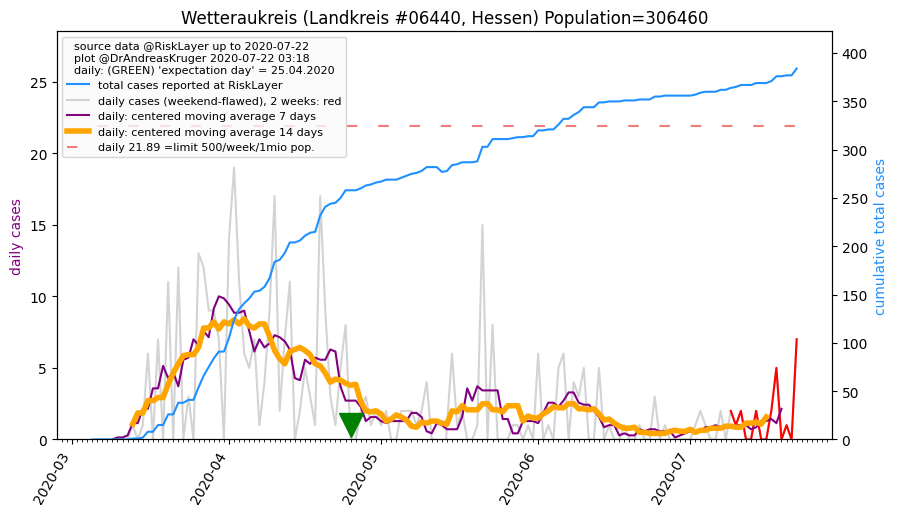 Wetteraukreis (Landkreis #06440, Hessen) Population=306460
source data @RiskLayer up to 2020-07-22
plot @DrAndreasKruger 2020-07-22 03:18
daily: (GREEN) 'expectation day' = 25.04.2020
total cases reported at RiskLayer
daily cases (weekend-flawed), 2 weeks: red
daily: centered moving average 7 days
daily: centered moving average 14 days
daily 21.89 =limit 500/week/1mio pop.
daily cases
25
20
15
10
5
0
cumulative total cases
400
350
300
250
200
150
100
50
0
2020-03
2020-04
2020-05
2020-06
2020-07